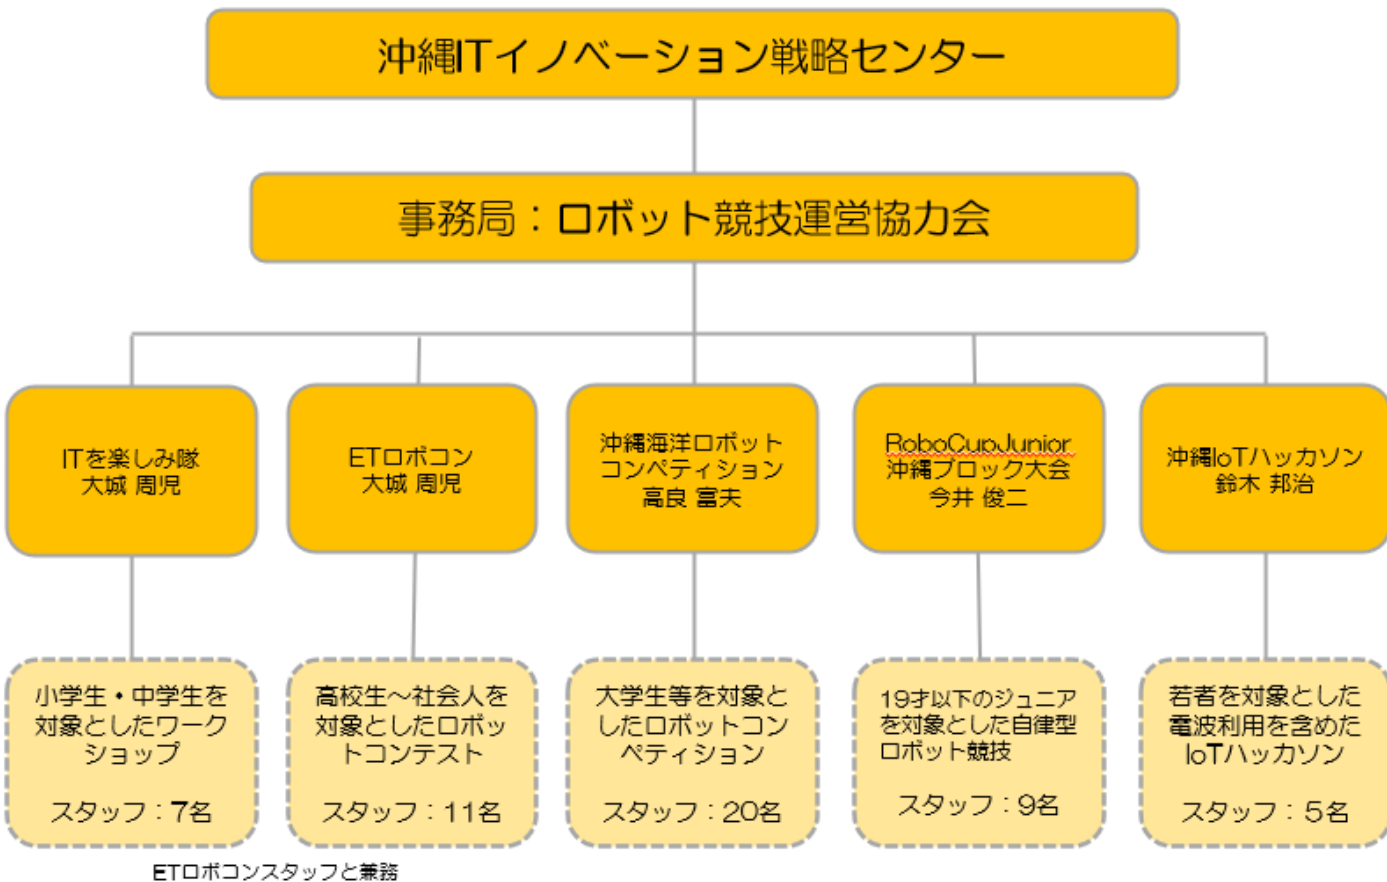 沖縄ITイノベーション戦略センター
事務局：ロボット競技運営協力会
ITを楽しみ隊
大城 周児
ETロボコン
大城 周児
沖縄海洋ロボット
コンペティション
高良 富夫
RoboCupJunior
沖縄ブロック大会
今井 俊二
沖縄IoTハッカソン
鈴木 邦治
小学生・中学生を
対象としたワーク
ショップ
スタッフ：7名
高校生～社会人を
対象としたロボッ
トコンテスト
スタッフ：11名
大学生等を対象と
したロボットコン
ペティション
スタッフ：20名
19才以下のジュニア
を対象とした自律型
ロボット競技
スタッフ：9名
若者を対象とした
電波利用を含めた
IoTハッカソン
スタッフ：5名
ETロボコンスタッフと兼務